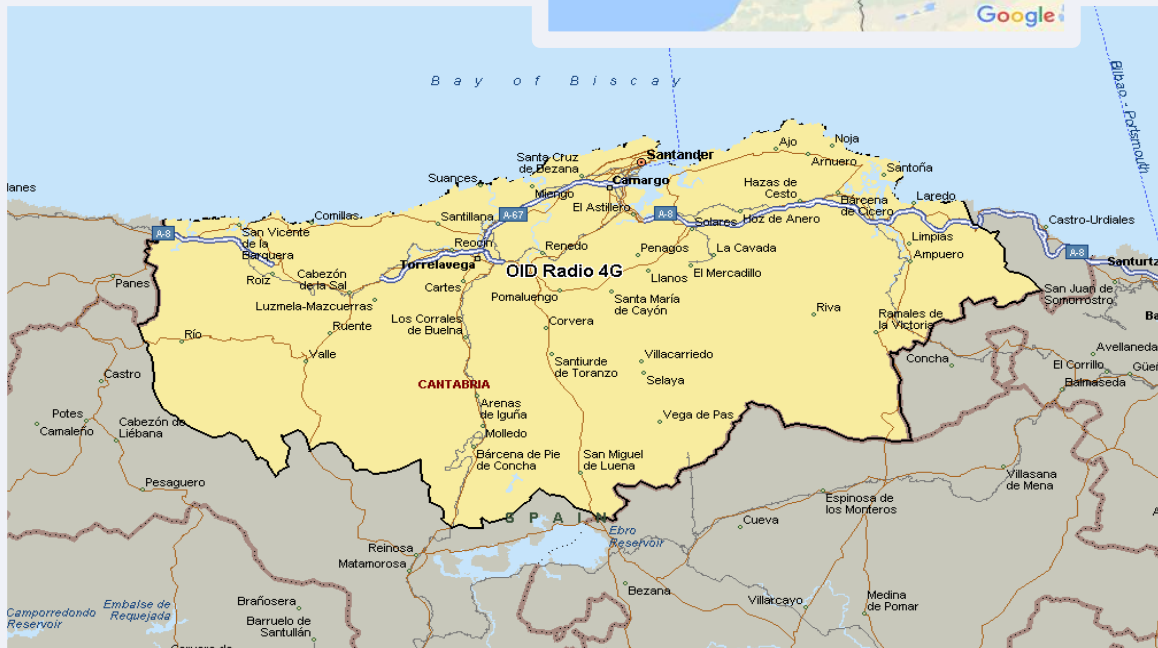 Google
Bay of Biscay
Bilbao - Portsmouth
Santander
Ajo
Noja
Arnuero
Santa Cruz
de Bezana
Santoña
Camargo
Suances
Miengo
Hazas de
Cesto
Laredo
Comillas
Santillana
A-67
El Astillero
A-8
Solares
Hoz de Anero
Bárcena
de Cicero
Castro-Urdiales
A-8
San Vicente
de la
Barquera
Reocin
Renedo
Penagos
La Cavada
Limpias
Ampuero
A-8
Santurtz
Panes
Roiz
Cabezón
de la Sal
Torrelavega
OID Radio 4G
Llanos
El Mercadillo
San Juan de
Somorrostro
Cartes
Pomaluengo
Santa María
de Cayón
Luzmela-Mazcuerras
Riva
Ba
Los Corrales
de Buelna
Corvera
Ramales de
la Victoria
Río
Ruente
Valle
Santiurde
de Toranzo
Villacarriedo
Selaya
Concha
Avellaneda
El Corrillo
Güeñ
Balmaseda
Castro
CANTABRIA
Arenas
de Iguña
Vega de Pas
Potes
Camaleño
Cabezón de
Liébana
Molledo
Bárcena de Pie
de Concha
San Miguel
de Luena
Pesaguero
Villasana
de Mena
Espinosa de
los Monteros
SPAIN
Cueva
Ebro
Reservoir
Reinosa
Matamorosa
Bezana
Villarcayo
Medina
de Pomar
Camporredondo
Reservoir
Embalse de
Requejada
Brañosera
Barruelo de
Santullán